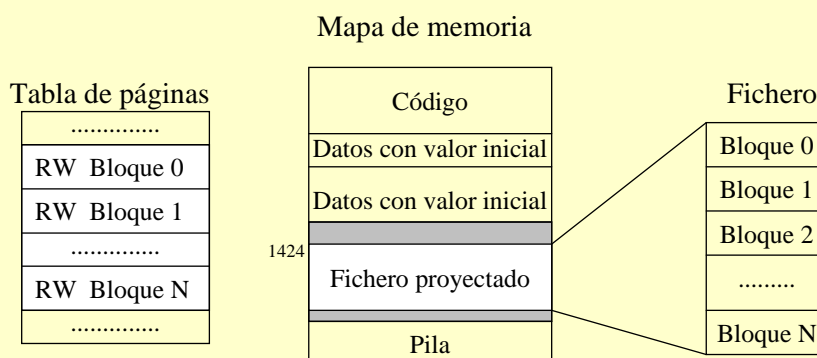 Mapa de memoria
Tabla de páginas
..............
RW Bloque 0
RW Bloque 1
..............
RW Bloque N
..............
Código
Datos con valor inicial
Datos con valor inicial
1424
Fichero proyectado
Pila
Fichero
Bloque 0
Bloque 1
Bloque 2
.........
Bloque N